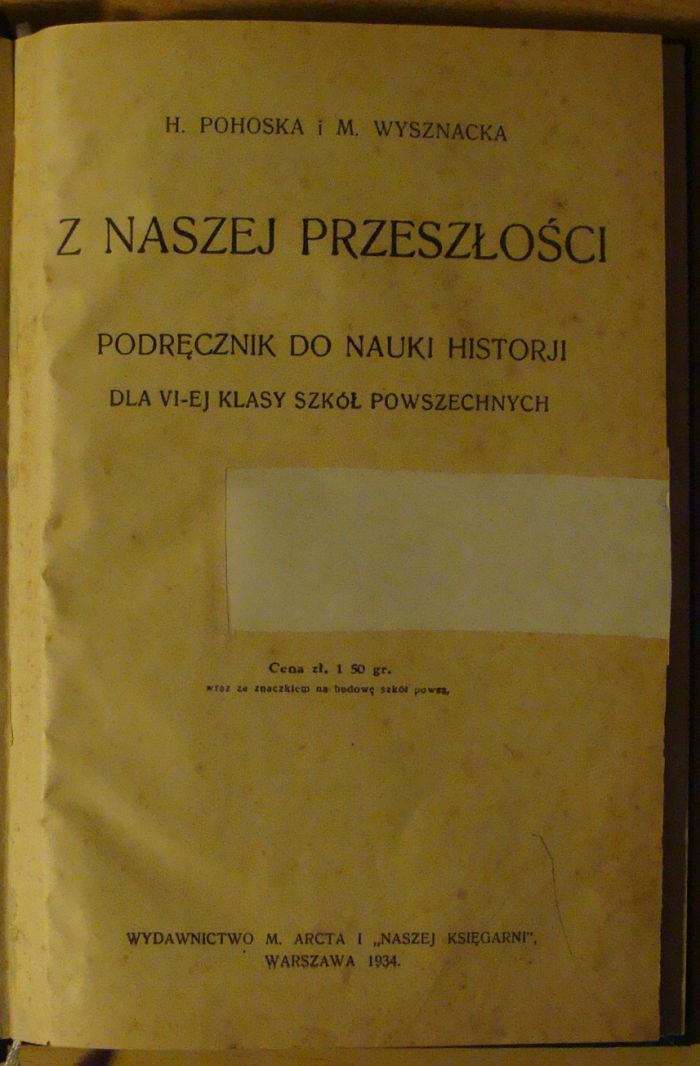 H. POHOSKA i M. WYSZNACKA
Z NASZEJ PRZESZŁOŚCI
PODRĘCZNIK DO NAUKI HISTORJI
DLA VI-EJ KLASY SZKÓŁ POWSZECHNYCH
Cena zł. 1 50 gr.
wraz ze znaczkiem na budowę szkół powsz.
WYDAWNICTWO M. ARCTA I „NASZEJ KSIĘGARNI”,
WARSZAWA 1934.